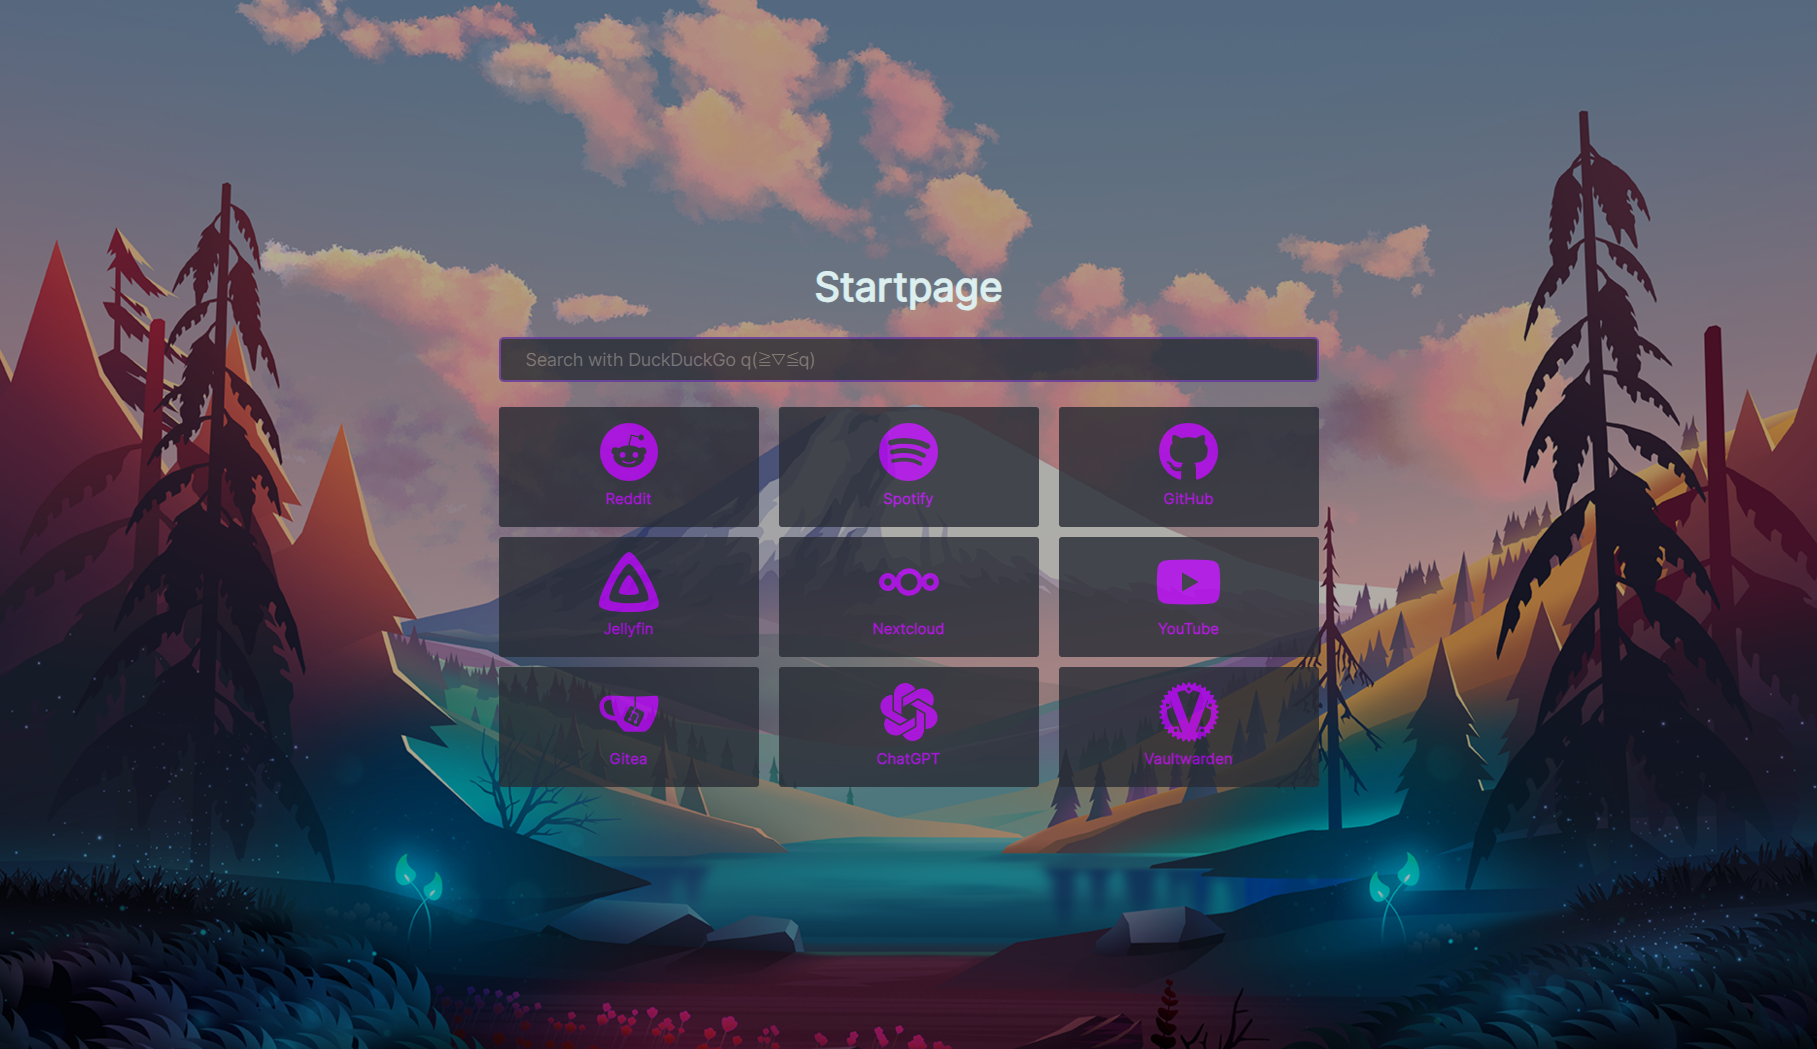 Startpage
Search with DuckDuckGo q(≧▽≦q)
Reddit
Spotify
GitHub
Jellyfin
Nextcloud
YouTube
Gitea
ChatGPT
Vaultwarden